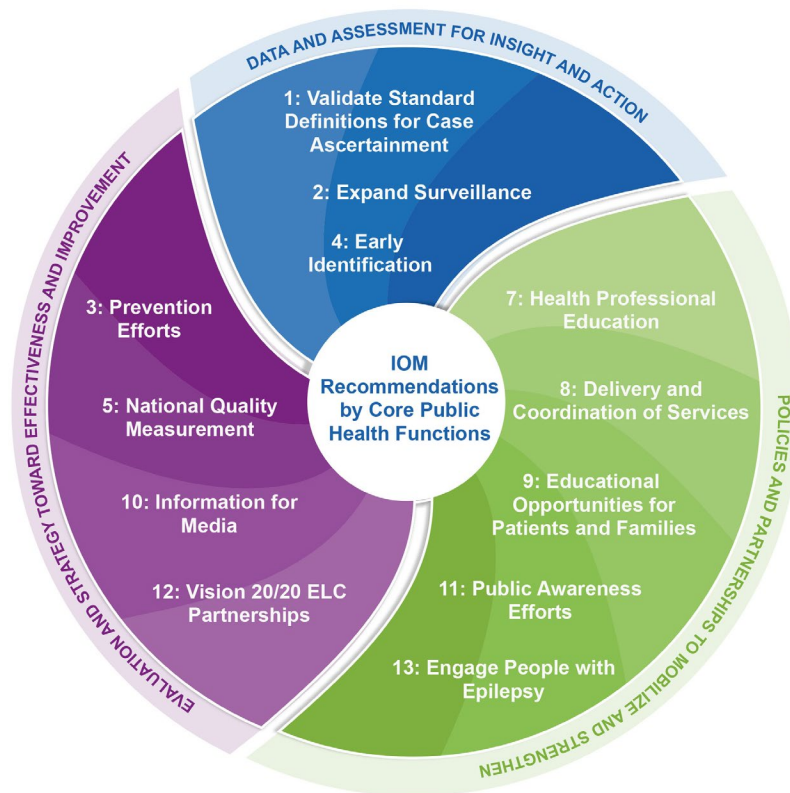 DATA AND ASSESSMENT FOR INSIGHT AND ACTION
1: Validate Standard
Definitions for Case
Ascertainment
2: Expand Surveillance
4: Early
Identification
POLICIES AND PARTNERSHIPS TO MOBILIZE AND STRENGTHEN
7: Health Professional
Education
8: Delivery and
Coordination of Services
9: Educational
Opportunities for
Patients and Families
11: Public Awareness
Efforts
13: Engage People with
Epilepsy
EVALUATION AND STRATEGY TOWARD EFFECTIVENESS AND IMPROVEMENT
3: Prevention
Efforts
5: National Quality
Measurement
10: Information for
Media
12: Vision 20/20 ELC
Partnerships
IOM
Recommendations
by Core Public
Health Functions